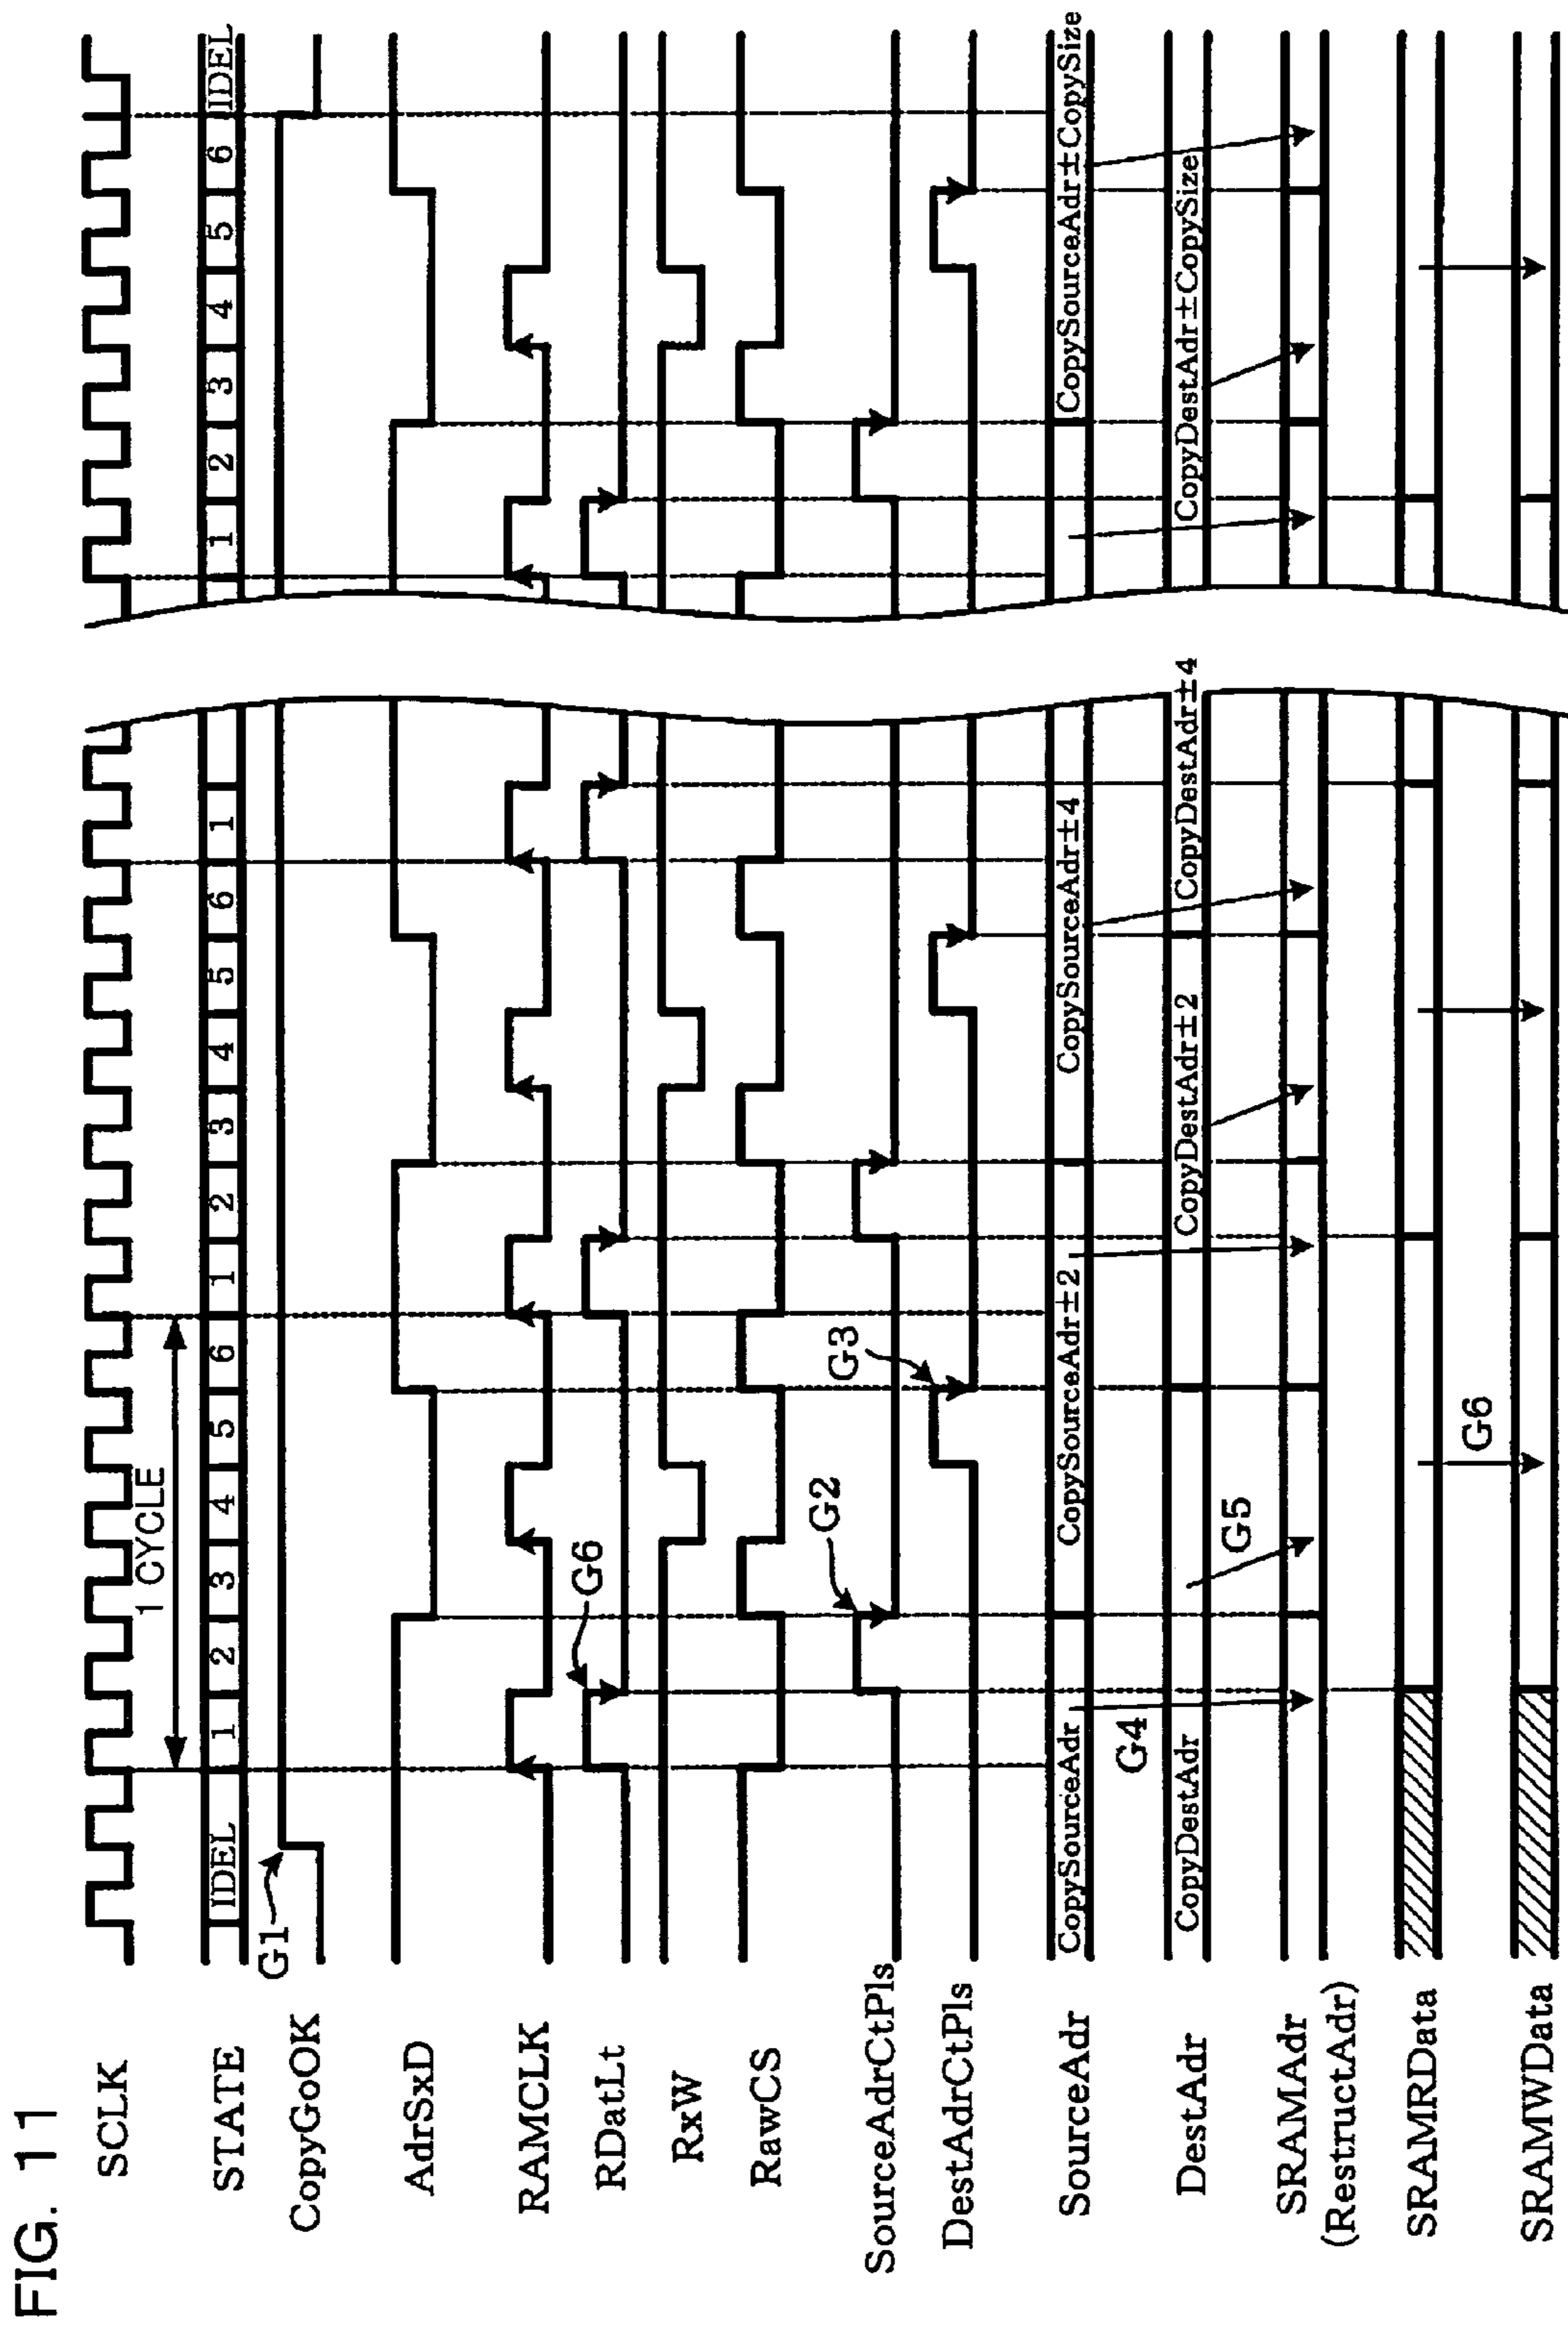 FIG. 11
SCLK
1 CYCLE
STATE
IDEL 1 2 3 4 5 6 1 2 3 4 5 6 1 1 2 3 4 5 6 IDEL
G1
CopyGoOK
AdrSxD
RAMCLK
RDatLt
G6
RxW
RawCS
SourceAdrCtPls
G2
G3
DestAdrCtPls
SourceAdr
CopySourceAdr CopySourceAdr±2 CopySourceAdr±4 CopySourceAdr±CopySize
G4
DestAdr
CopyDestAdr CopyDestAdr±2 CopyDestAdr±4 CopyDestAdr±CopySize
G5
SRAMAdr
(RestructAdr)
SRAMRData
G6
SRAMWData